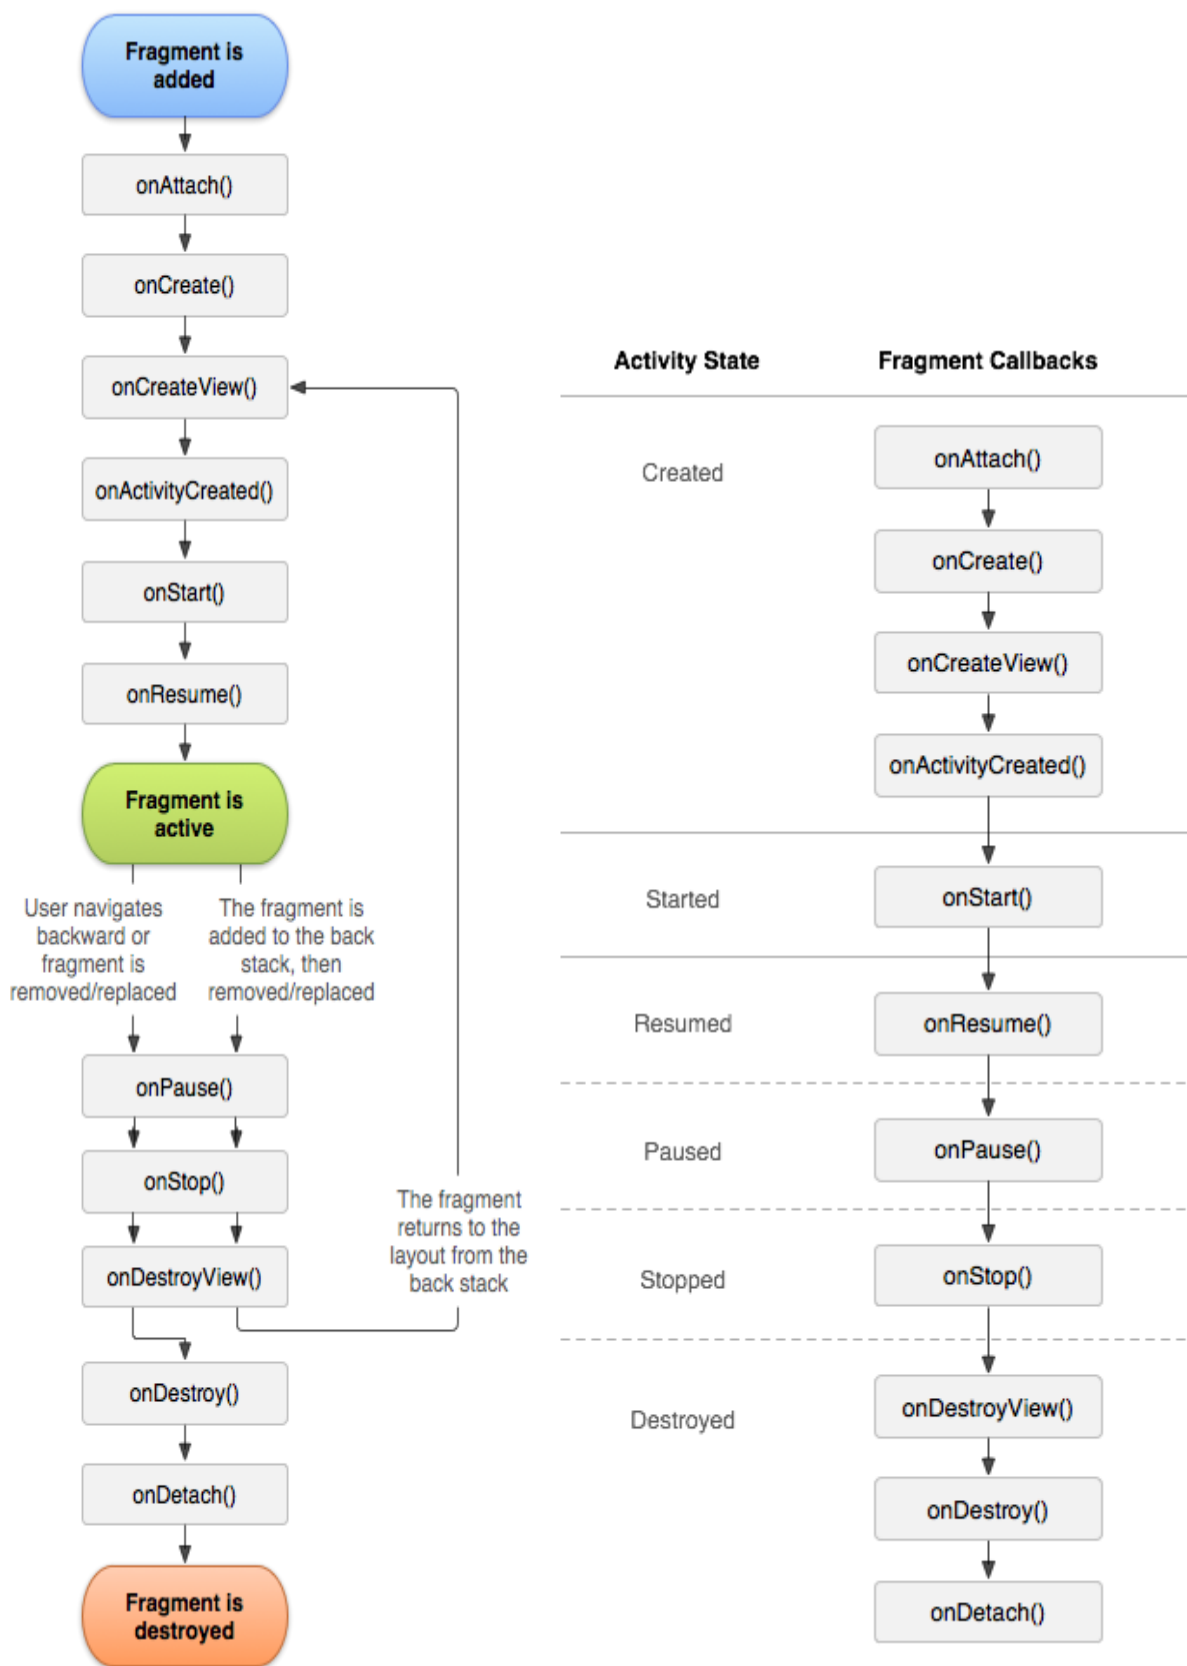 Fragment is
added
onAttach()
onCreate()
onCreateView()
onActivityCreated()
onStart()
onResume()
Fragment is
active
User navigates
backward or
fragment is
removed/replaced
The fragment is
added to the back
stack, then
removed/replaced
onPause()
onStop()
onDestroyView()
The fragment
returns to the
layout from the
back stack
onDestroy()
onDetach()
Fragment is
destroyed
Activity State
Fragment Callbacks
Created
onAttach()
onCreate()
onCreateView()
onActivityCreated()
Started
onStart()
Resumed
onResume()
Paused
onPause()
Stopped
onStop()
Destroyed
onDestroyView()
onDestroy()
onDetach()